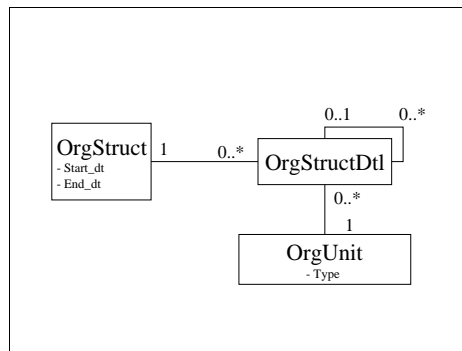 OrgStruct
- Start_dt
- End_dt
1
0..*
0..1
0..*
OrgStructDtl
0..*
1
OrgUnit
- Type